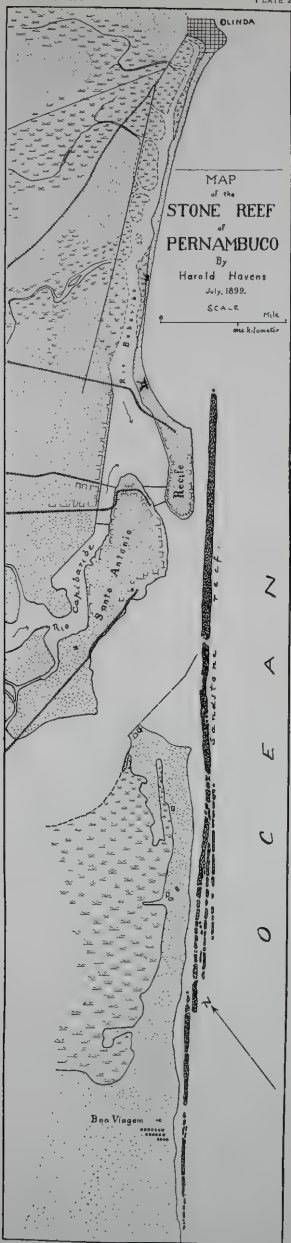 PLATE 2
OLINDA
MAP
of the
STONE REEF
of
PERNAMBUCO
By
Harold Havens
July, 1899.
SCALE
Mile
one kilometer
Rio
Recife
Santo Antonio
Rio Capibaribe
sandstone reef.
OCEAN
N
Boa Viagem